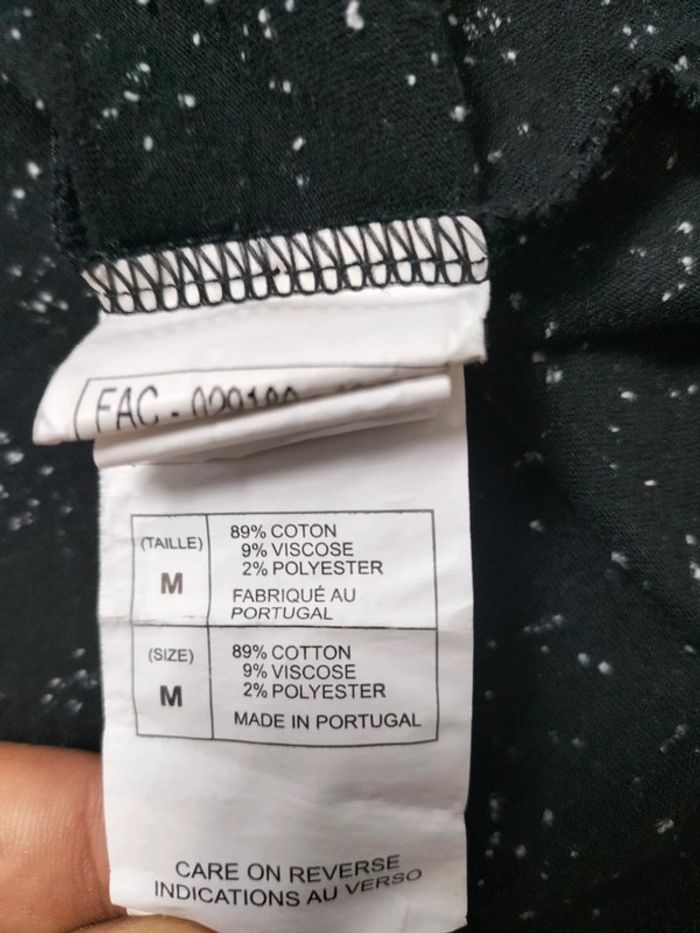 FAC -
(TAILLE)
M
89% COTON
9% VISCOSE
2% POLYESTER
FABRIQUÉ AU
PORTUGAL
(SIZE)
M
89% COTTON
9% VISCOSE
2% POLYESTER
MADE IN PORTUGAL
CARE ON REVERSE
INDICATIONS AU VERSO